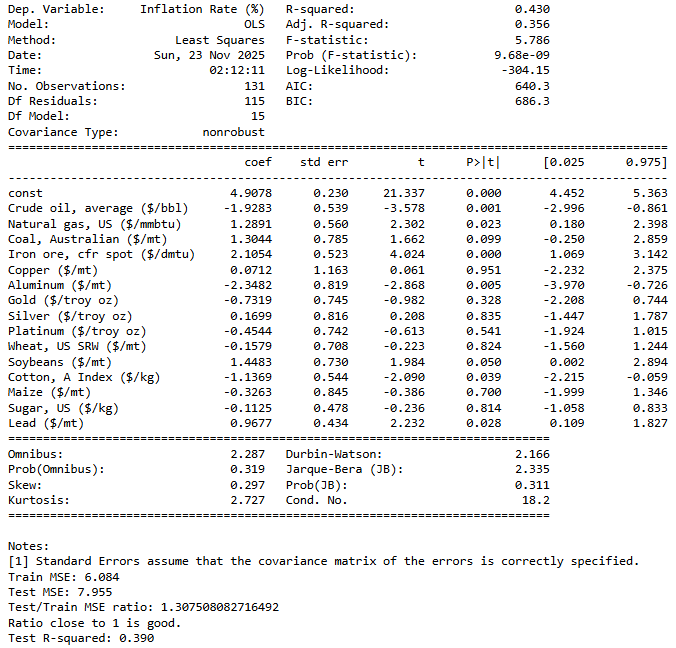 Dep. Variable: Inflation Rate (%) R-squared: 0.430
Model: OLS Adj. R-squared: 0.356
Method: Least Squares F-statistic: 5.786
Date: Sun, 23 Nov 2025 Prob (F-statistic): 9.68e-09
Time: 02:12:11 Log-Likelihood: -304.15
No. Observations: 131 AIC: 640.3
Df Residuals: 115 BIC: 686.3
Df Model: 15
Covariance Type: nonrobust
==============================================================================================
coef std err t P>|t| [0.025 0.975]
----------------------------------------------------------------------------------------------
const 4.9078 0.230 21.337 0.000 4.452 5.363
Crude oil, average ($/bbl) -1.9283 0.539 -3.578 0.001 -2.996 -0.861
Natural gas, US ($/mmbtu) 1.2891 0.560 2.302 0.023 0.180 2.398
Coal, Australian ($/mt) 1.3044 0.785 1.662 0.099 -0.250 2.859
Iron ore, cfr spot ($/dmtu) 2.1054 0.523 4.024 0.000 1.069 3.142
Copper ($/mt) 0.0712 1.163 0.061 0.951 -2.232 2.375
Aluminum ($/mt) -2.3482 0.819 -2.868 0.005 -3.970 -0.726
Gold ($/troy oz) -0.7319 0.745 -0.982 0.328 -2.208 0.744
Silver ($/troy oz) 0.1699 0.816 0.208 0.835 -1.447 1.787
Platinum ($/troy oz) -0.4544 0.742 -0.613 0.541 -1.924 1.015
Wheat, US SRW ($/mt) -0.1579 0.708 -0.223 0.824 -1.560 1.244
Soybeans ($/mt) 1.4483 0.730 1.984 0.050 0.002 2.894
Cotton, A Index ($/kg) -1.1369 0.544 -2.090 0.039 -2.215 -0.059
Maize ($/mt) -0.3263 0.845 -0.386 0.700 -1.999 1.346
Sugar, US ($/kg) -0.1125 0.478 -0.236 0.814 -1.058 0.833
Lead ($/mt) 0.9677 0.434 2.232 0.028 0.109 1.827
==============================================================================
Omnibus: 2.287 Durbin-Watson: 2.166
Prob(Omnibus): 0.319 Jarque-Bera (JB): 2.335
Skew: 0.297 Prob(JB): 0.311
Kurtosis: 2.727 Cond. No. 18.2
==============================================================================
Notes:
[1] Standard Errors assume that the covariance matrix of the errors is correctly specified.
Train MSE: 6.084
Test MSE: 7.955
Test/Train MSE ratio: 1.307508082716492
Ratio close to 1 is good.
Test R-squared: 0.390